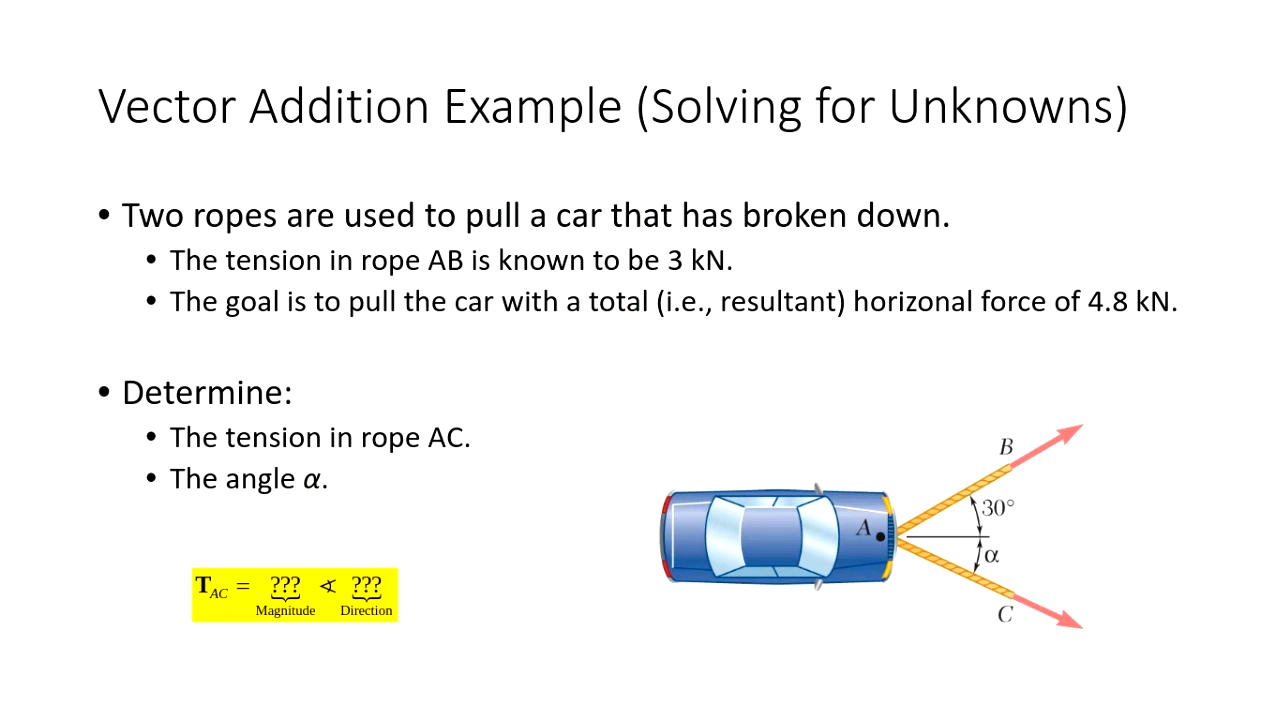 Vector Addition Example (Solving for Unknowns)
• Two ropes are used to pull a car that has broken down.
• The tension in rope AB is known to be 3 kN.
• The goal is to pull the car with a total (i.e., resultant) horizonal force of 4.8 kN.
• Determine:
• The tension in rope AC.
• The angle α.
B
30°
A
α
C
T_AC = ??? ∢ ???
Magnitude Direction